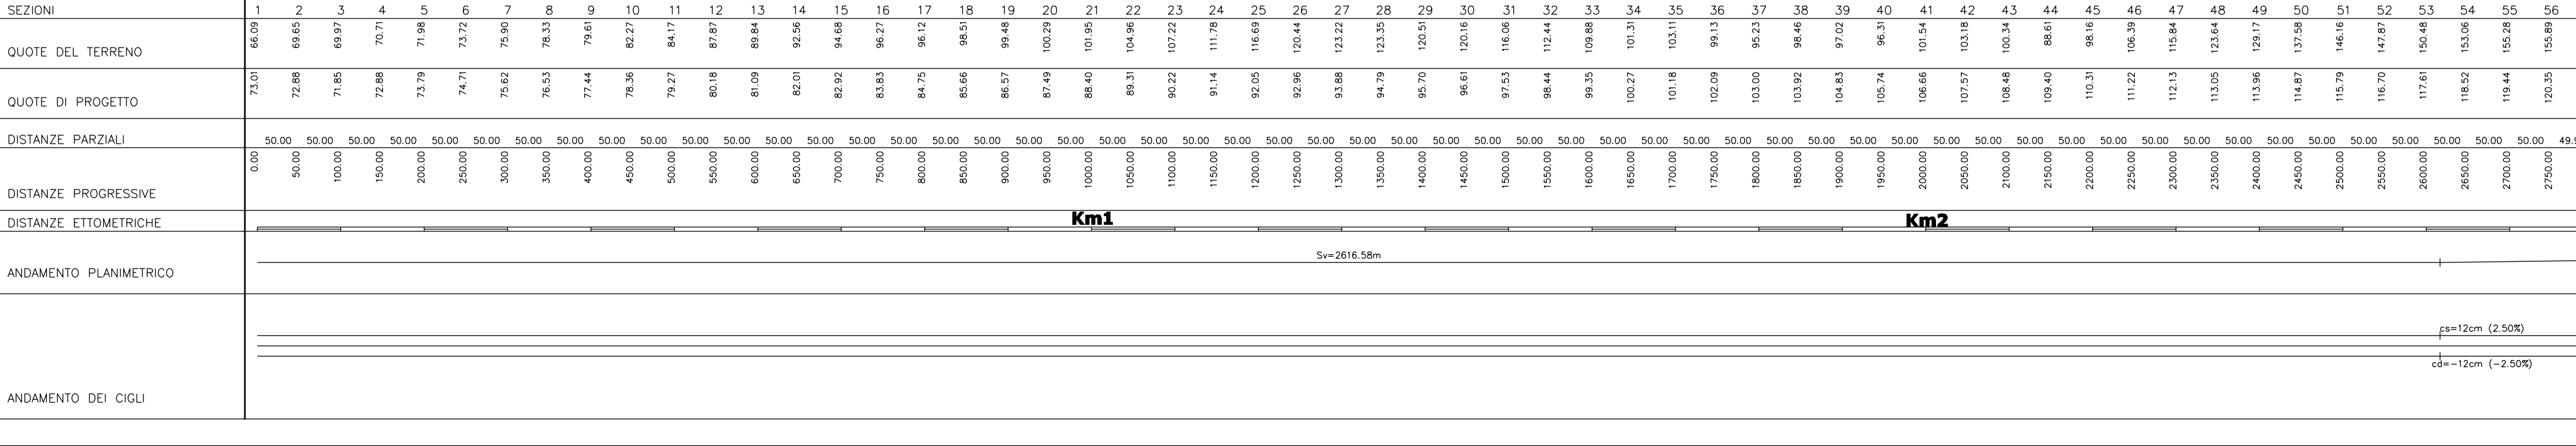 SEZIONI 1 2 3 4 5 6 7 8 9 10 11 12 13 14 15 16 17 18 19 20 21 22 23 24 25 26 27 28 29 30 31 32 33 34 35 36 37 38 39 40 41 42 43 44 45 46 47 48 49 50 51 52 53 54 55 56
QUOTE DEL TERRENO 66.09 69.65 69.97 70.71 71.98 73.72 75.90 78.33 79.61 82.27 84.17 87.87 89.84 92.56 94.68 96.27 96.12 98.51 99.48 100.29 101.95 104.96 107.22 111.78 116.69 120.44 123.22 123.35 120.51 120.16 116.06 112.44 109.88 101.31 103.11 99.13 95.23 98.46 97.02 96.31 101.54 103.18 100.34 88.61 98.16 106.39 115.84 123.64 129.17 137.58 146.16 147.87 150.48 153.06 155.28 155.89
QUOTE DI PROGETTO 73.01 72.88 71.85 72.88 73.79 74.71 75.62 76.53 77.44 78.36 79.27 80.18 81.09 82.01 82.92 83.83 84.75 85.66 86.57 87.49 88.40 89.31 90.22 91.14 92.05 92.96 93.88 94.79 95.70 96.61 97.53 98.44 99.35 100.27 101.18 102.09 103.00 103.92 104.83 105.74 106.66 107.57 108.48 109.40 110.31 111.22 112.13 113.05 113.96 114.87 115.79 116.70 117.61 118.52 119.44 120.35
DISTANZE PARZIALI 50.00 50.00 50.00 50.00 50.00 50.00 50.00 50.00 50.00 50.00 50.00 50.00 50.00 50.00 50.00 50.00 50.00 50.00 50.00 50.00 50.00 50.00 50.00 50.00 50.00 50.00 50.00 50.00 50.00 50.00 50.00 50.00 50.00 50.00 50.00 50.00 50.00 50.00 50.00 50.00 50.00 50.00 50.00 50.00 50.00 50.00 50.00 50.00 50.00 50.00 50.00 50.00 50.00 50.00 50.00 49.9
DISTANZE PROGRESSIVE 0.00 50.00 100.00 150.00 200.00 250.00 300.00 350.00 400.00 450.00 500.00 550.00 600.00 650.00 700.00 750.00 800.00 850.00 900.00 950.00 1000.00 1050.00 1100.00 1150.00 1200.00 1250.00 1300.00 1350.00 1400.00 1450.00 1500.00 1550.00 1600.00 1650.00 1700.00 1750.00 1800.00 1850.00 1900.00 1950.00 2000.00 2050.00 2100.00 2150.00 2200.00 2250.00 2300.00 2350.00 2400.00 2450.00 2500.00 2550.00 2600.00 2650.00 2700.00 2750.00
DISTANZE ETTOMETRICHE Km1 Km2
ANDAMENTO PLANIMETRICO Sv=2616.58m
cs=12cm (2.50%)
cd=-12cm (-2.50%)
ANDAMENTO DEI CIGLI